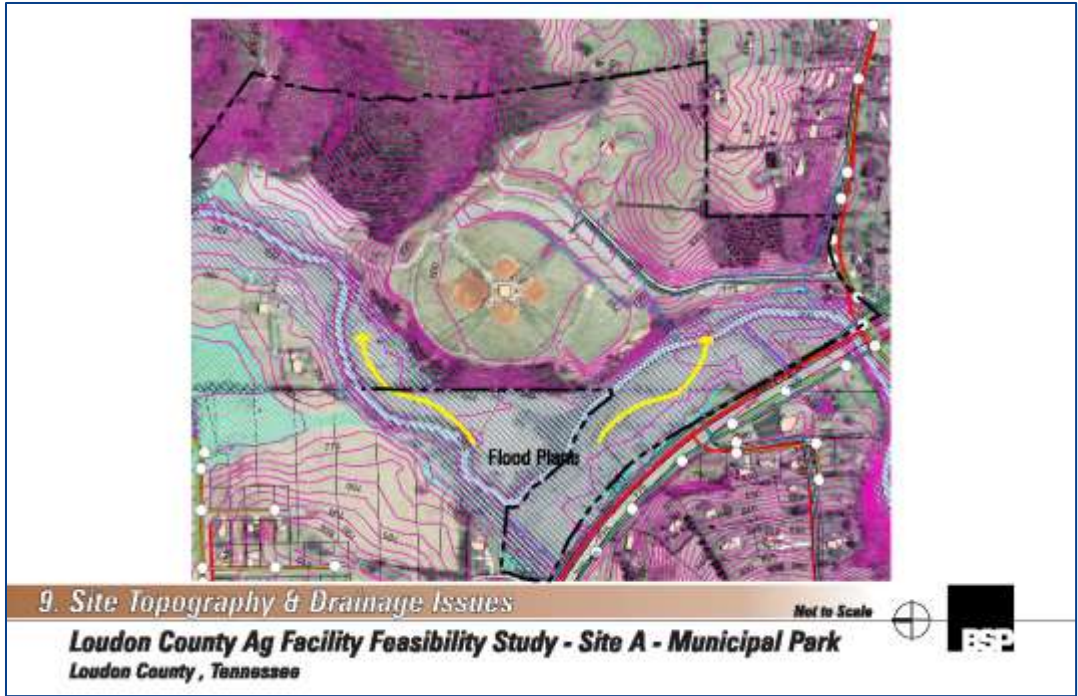 Flood Plane
9. Site Topography & Drainage Issues
Not to Scale
BSP
Loudon County Ag Facility Feasibility Study - Site A - Municipal Park
Loudon County , Tennessee